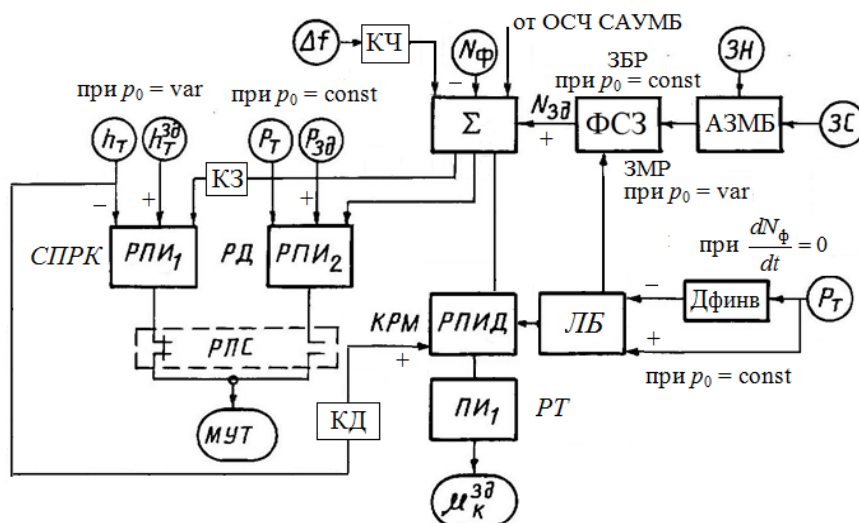 от ОСЧ САУМБ
Δf
КЧ
Nф
ЗБР
при p₀ = const
ЗН
при p₀ = var
при p₀ = const
−
Nзд
+
Σ
ФСЗ
АЗМБ
ЗС
hт
hтᶻᵈ
Pт
Pзд
КЗ
ЗМР
при p₀ = var
− +
+
при dNф/dt = 0
СПРК
РПИ₁
РД
РПИ₂
−
Дфинв
Pт
КРМ
РПИД
ЛБ
РПС
+
+
при p₀ = const
МУТ
КД
ПИ₁
РТ
μкᶻᵈ